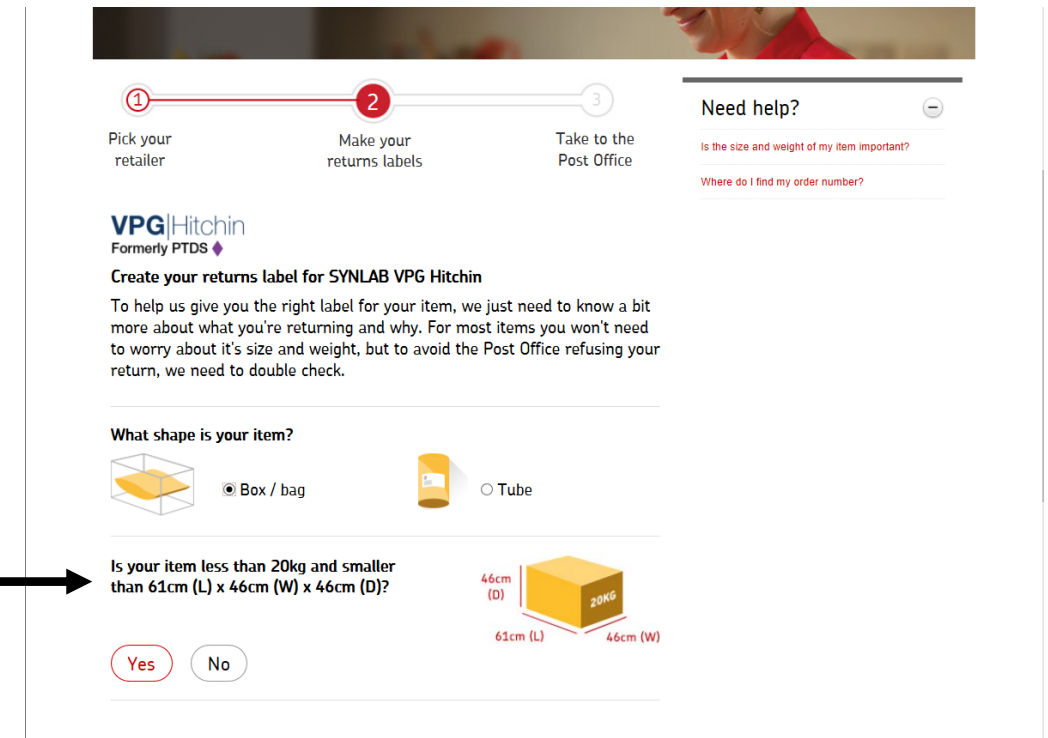 1
2
3
Pick your
retailer
Make your
returns labels
Take to the
Post Office
Need help?
Is the size and weight of my item important?
Where do I find my order number?
VPG|Hitchin
Formerly PTDS
Create your returns label for SYNLAB VPG Hitchin
To help us give you the right label for your item, we just need to know a bit
more about what you're returning and why. For most items you won't need
to worry about it's size and weight, but to avoid the Post Office refusing your
return, we need to double check.
What shape is your item?
Box / bag
Tube
Is your item less than 20kg and smaller
than 61cm (L) x 46cm (W) x 46cm (D)?
46cm
(D)
20KG
61cm (L)
46cm (W)
Yes
No